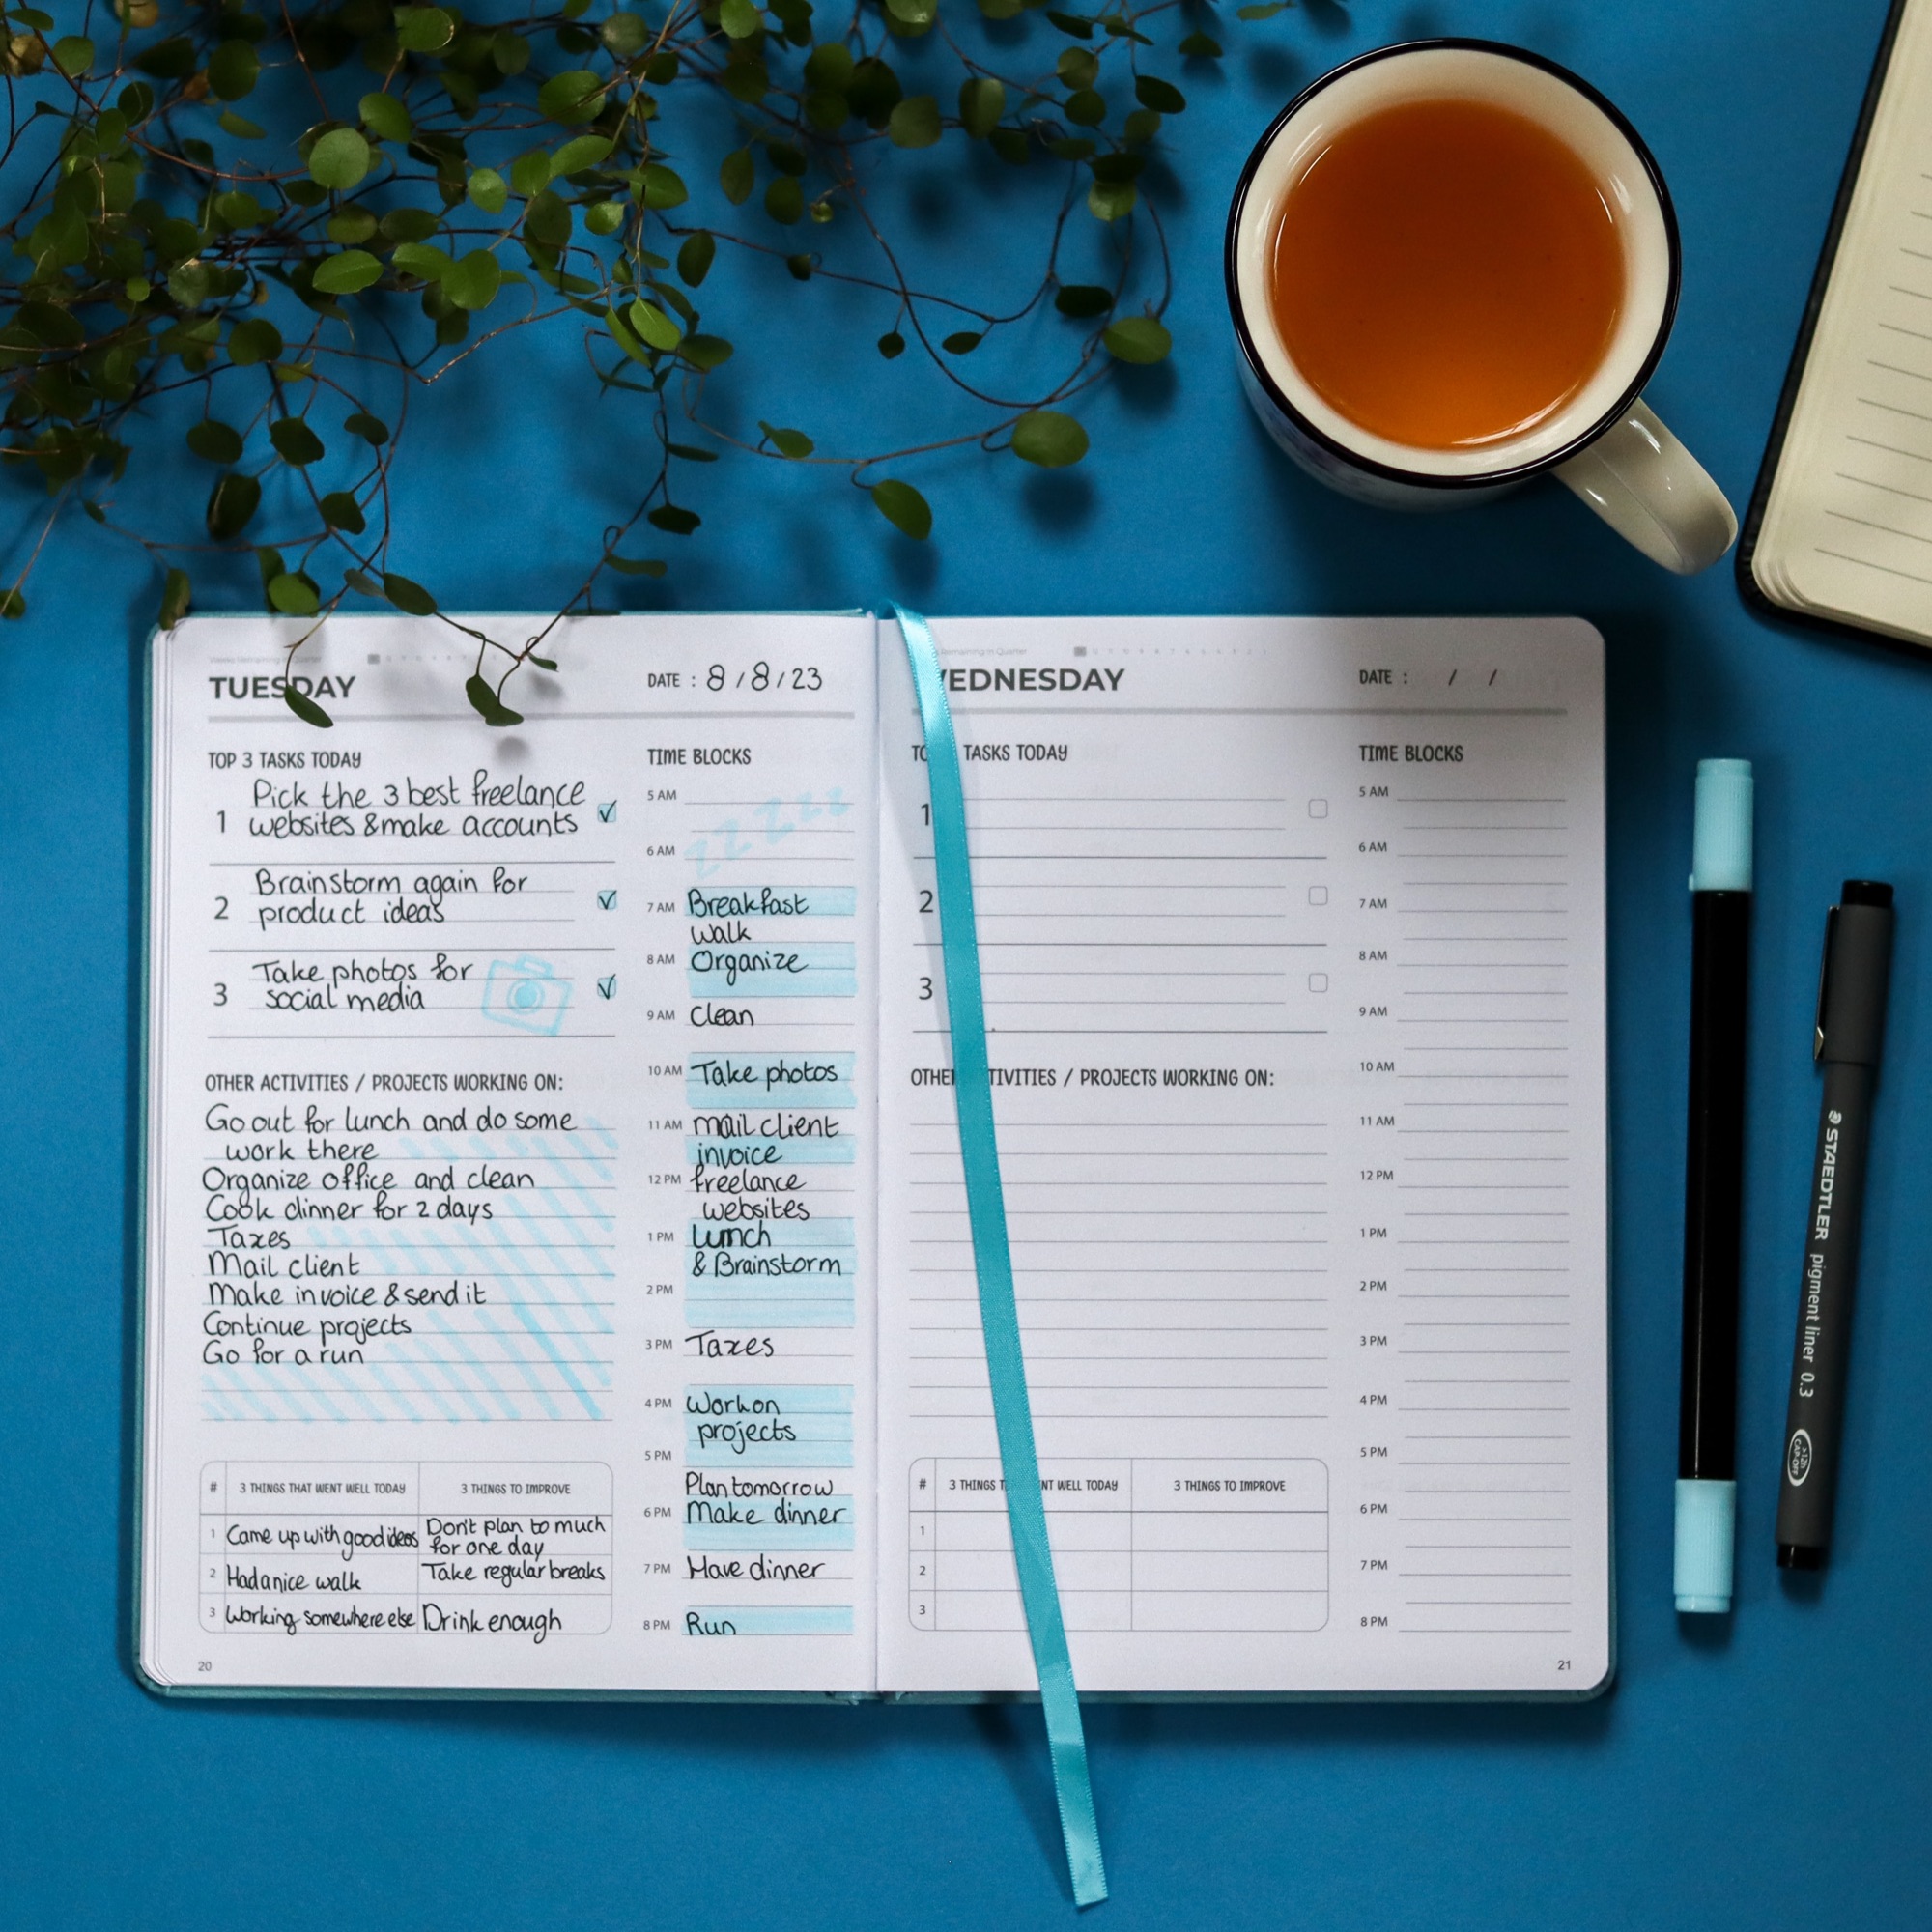 Weeks Remaining in Quarter
TUESDAY
DATE : 8 / 8 / 23
TOP 3 TASKS TODAY
1 Pick the 3 best freelance
websites & make accounts
2 Brainstorm again for
product ideas
3 Take photos for
social media
OTHER ACTIVITIES / PROJECTS WORKING ON:
Go out for lunch and do some
work there
Organize office and clean
Cook dinner for 2 days
Taxes
Mail client
Make invoice & send it
Continue projects
Go for a run
# 3 THINGS THAT WENT WELL TODAY 3 THINGS TO IMPROVE
1 Came up with good ideas Don't plan to much
for one day
2 Had a nice walk Take regular breaks
3 Working somewhere else Drink enough
20
TIME BLOCKS
5 AM
zzzzz
6 AM
7 AM Breakfast
walk
8 AM Organize
9 AM Clean
10 AM Take photos
11 AM mail client
invoice
12 PM freelance
websites
1 PM Lunch
& Brainstorm
2 PM
3 PM Taxes
4 PM Work on
projects
5 PM
Plan tomorrow
6 PM Make dinner
7 PM Have dinner
8 PM Run
Remaining in Quarter
WEDNESDAY
DATE : / /
TASKS TODAY
1
2
3
OTHER ACTIVITIES / PROJECTS WORKING ON:
# 3 THINGS THAT WENT WELL TODAY 3 THINGS TO IMPROVE
1
2
3
TIME BLOCKS
5 AM
6 AM
7 AM
8 AM
9 AM
10 AM
11 AM
12 PM
1 PM
2 PM
3 PM
4 PM
5 PM
6 PM
7 PM
8 PM
21
STAEDTLER pigment liner 0.3
CAP-OFF